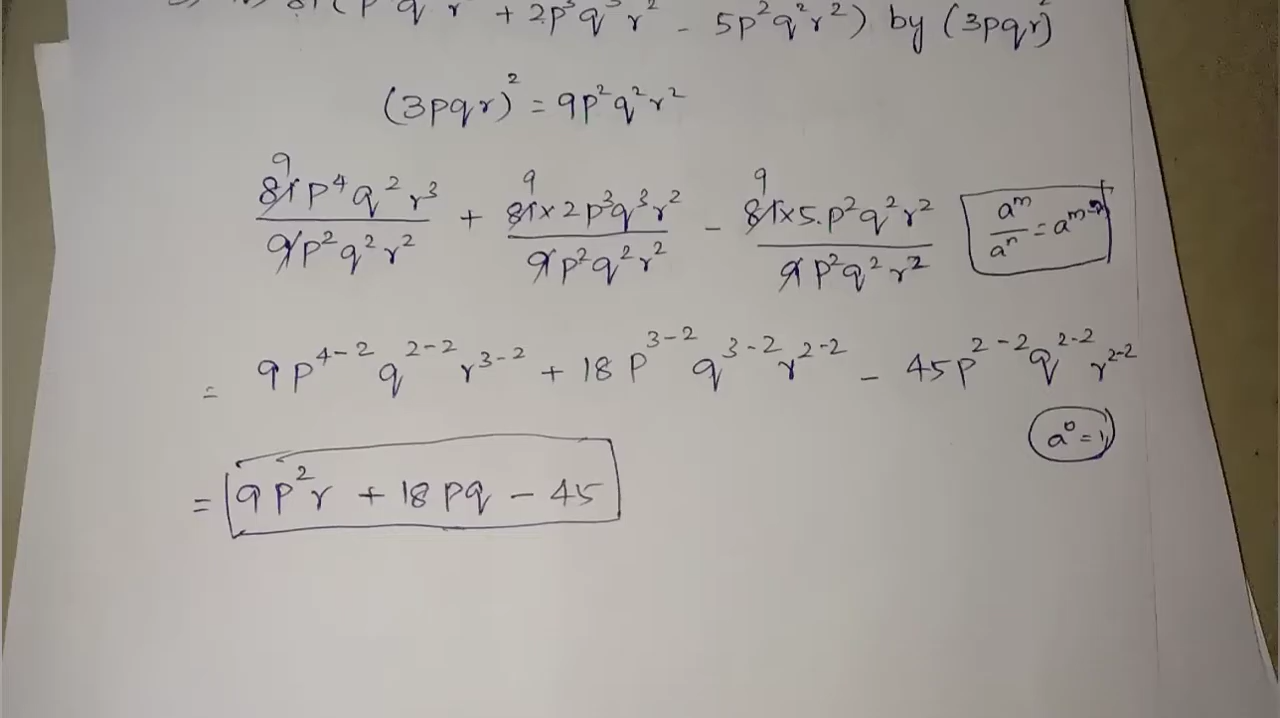 81(p q r + 2p³q³r² - 5p²q²r²) by (3pqr)²
(3pqr)² = 9p²q²r²
9 9 9
81p⁴q²r³ / 9p²q²r² + 81×2p³q³r² / 9p²q²r² - 81×5.p²q²r² / 9p²q²r² aᵐ/aⁿ = aᵐ⁻ⁿ
= 9p⁴⁻²q²⁻²r³⁻² + 18p³⁻²q³⁻²r²⁻² - 45p²⁻²q²⁻²r²⁻²
a⁰ = 1
= 9p²r + 18pq - 45